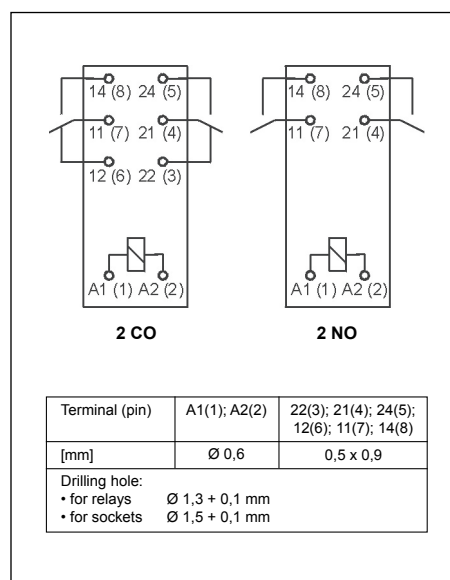 14 (8) 24 (5)
11 (7) 21 (4)
12 (6) 22 (3)
A1 (1) A2 (2)
2 CO
14 (8) 24 (5)
11 (7) 21 (4)
A1 (1) A2 (2)
2 NO
Terminal (pin) A1(1); A2(2) 22(3); 21(4); 24(5);
12(6); 11(7); 14(8)
[mm] Ø 0,6 0,5 x 0,9
Drilling hole:
• for relays Ø 1,3 + 0,1 mm
• for sockets Ø 1,5 + 0,1 mm